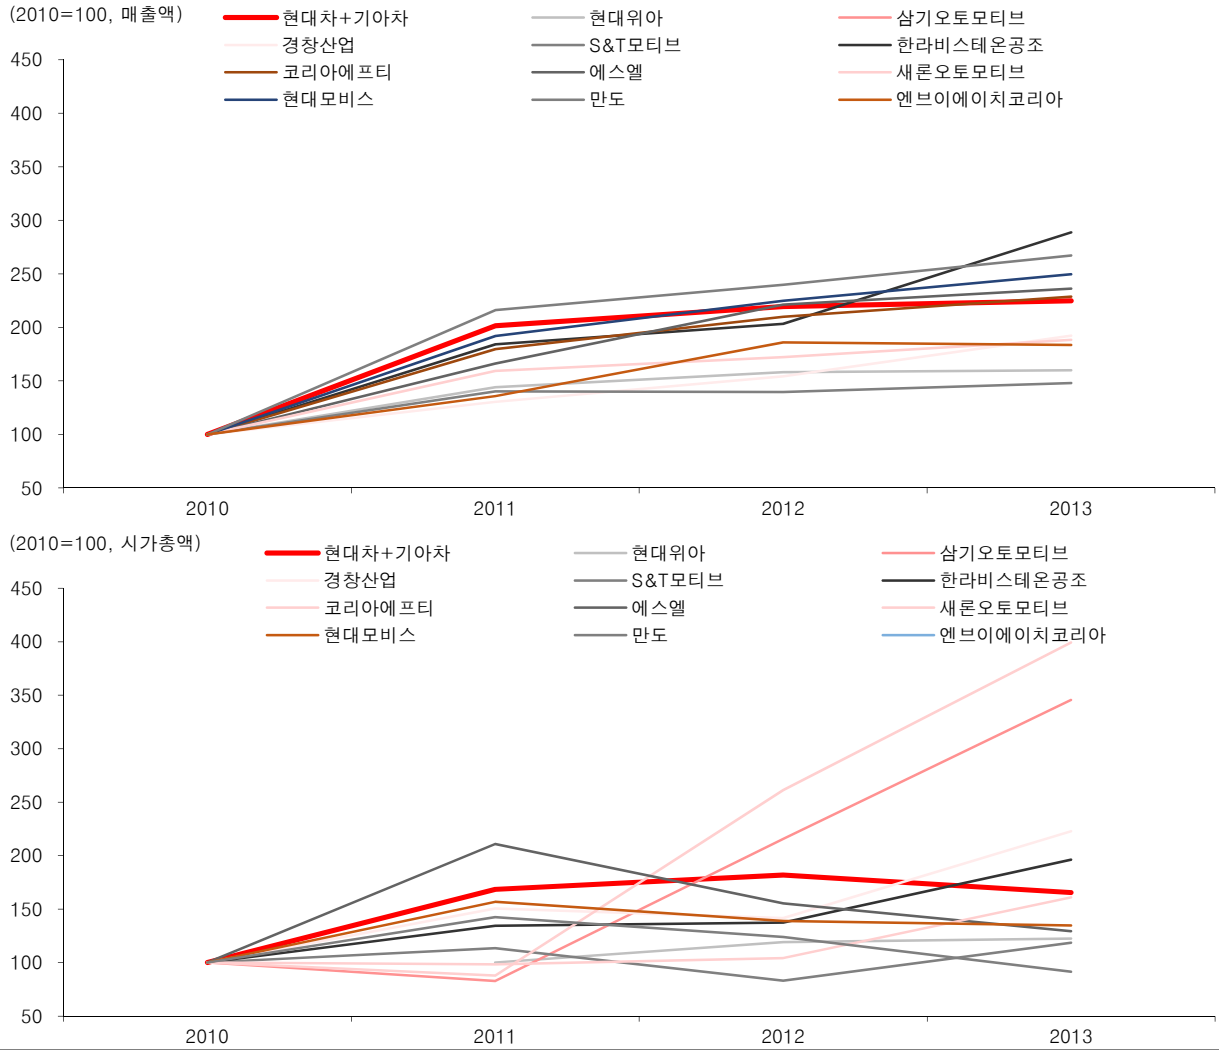 (2010=100, 매출액)
현대차+기아차 현대위아 삼기오토모티브
경창산업 S&T모티브 한라비스테온공조
코리아에프티 에스엘 새론오토모티브
현대모비스 만도 엔브이에이치코리아
450
400
350
300
250
200
150
100
50
2010 2011 2012 2013
(2010=100, 시가총액)
현대차+기아차 현대위아 삼기오토모티브
경창산업 S&T모티브 한라비스테온공조
코리아에프티 에스엘 새론오토모티브
현대모비스 만도 엔브이에이치코리아
450
400
350
300
250
200
150
100
50
2010 2011 2012 2013